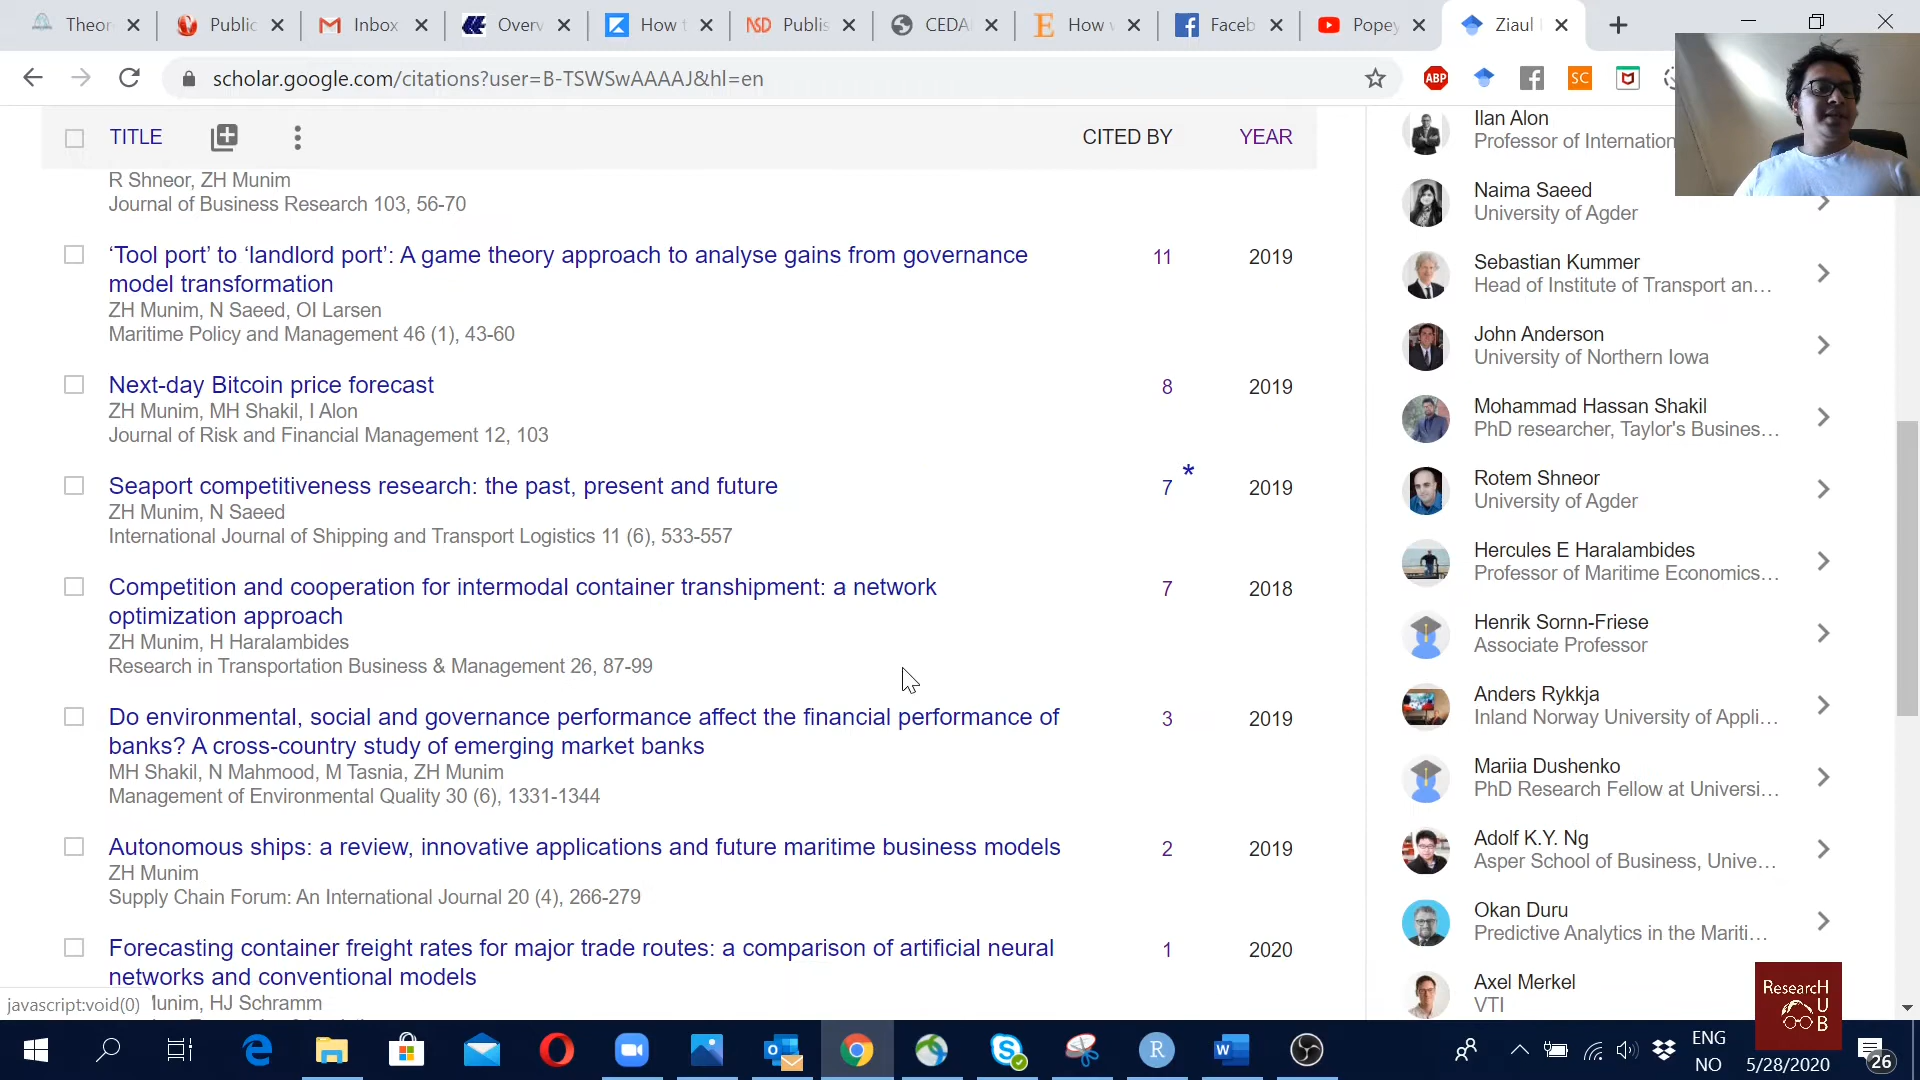 Theor
Public
Inbox
Overv
How t
NSD Publis
CEDA
E How v
Faceb
Popey
Ziaul
scholar.google.com/citations?user=B-TSWSwAAAAJ&hl=en
ABP
SC
TITLE
CITED BY
YEAR
R Shneor, ZH Munim
Journal of Business Research 103, 56-70
‘Tool port’ to ‘landlord port’: A game theory approach to analyse gains from governance
model transformation
11
2019
ZH Munim, N Saeed, OI Larsen
Maritime Policy and Management 46 (1), 43-60
Next-day Bitcoin price forecast
8
2019
ZH Munim, MH Shakil, I Alon
Journal of Risk and Financial Management 12, 103
Seaport competitiveness research: the past, present and future
7 *
2019
ZH Munim, N Saeed
International Journal of Shipping and Transport Logistics 11 (6), 533-557
Competition and cooperation for intermodal container transhipment: a network
optimization approach
7
2018
ZH Munim, H Haralambides
Research in Transportation Business & Management 26, 87-99
Do environmental, social and governance performance affect the financial performance of
banks? A cross-country study of emerging market banks
3
2019
MH Shakil, N Mahmood, M Tasnia, ZH Munim
Management of Environmental Quality 30 (6), 1331-1344
Autonomous ships: a review, innovative applications and future maritime business models
2
2019
ZH Munim
Supply Chain Forum: An International Journal 20 (4), 266-279
Forecasting container freight rates for major trade routes: a comparison of artificial neural
networks and conventional models
1
2020
Munim, HJ Schramm
javascript:void(0)
Ilan Alon
Professor of Internation
Naima Saeed
University of Agder
Sebastian Kummer
Head of Institute of Transport an…
John Anderson
University of Northern Iowa
Mohammad Hassan Shakil
PhD researcher, Taylor's Busines…
Rotem Shneor
University of Agder
Hercules E Haralambides
Professor of Maritime Economics…
Henrik Sornn-Friese
Associate Professor
Anders Rykkja
Inland Norway University of Appli…
Mariia Dushenko
PhD Research Fellow at Universi…
Adolf K.Y. Ng
Asper School of Business, Unive…
Okan Duru
Predictive Analytics in the Mariti…
Axel Merkel
VTI
ResearcH
U
B
R
W
ENG
NO
5/28/2020
26